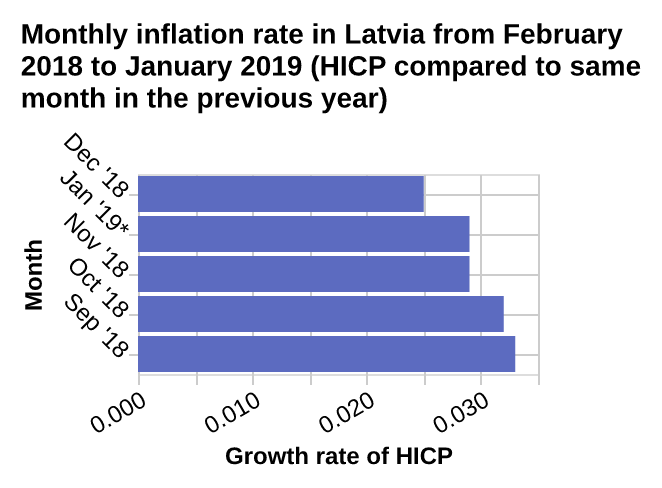 Monthly inflation rate in Latvia from February
2018 to January 2019 (HICP compared to same
month in the previous year)
Dec '18
Jan '19*
Nov '18
Oct '18
Sep '18
Month
0.000
0.010
0.020
0.030
Growth rate of HICP